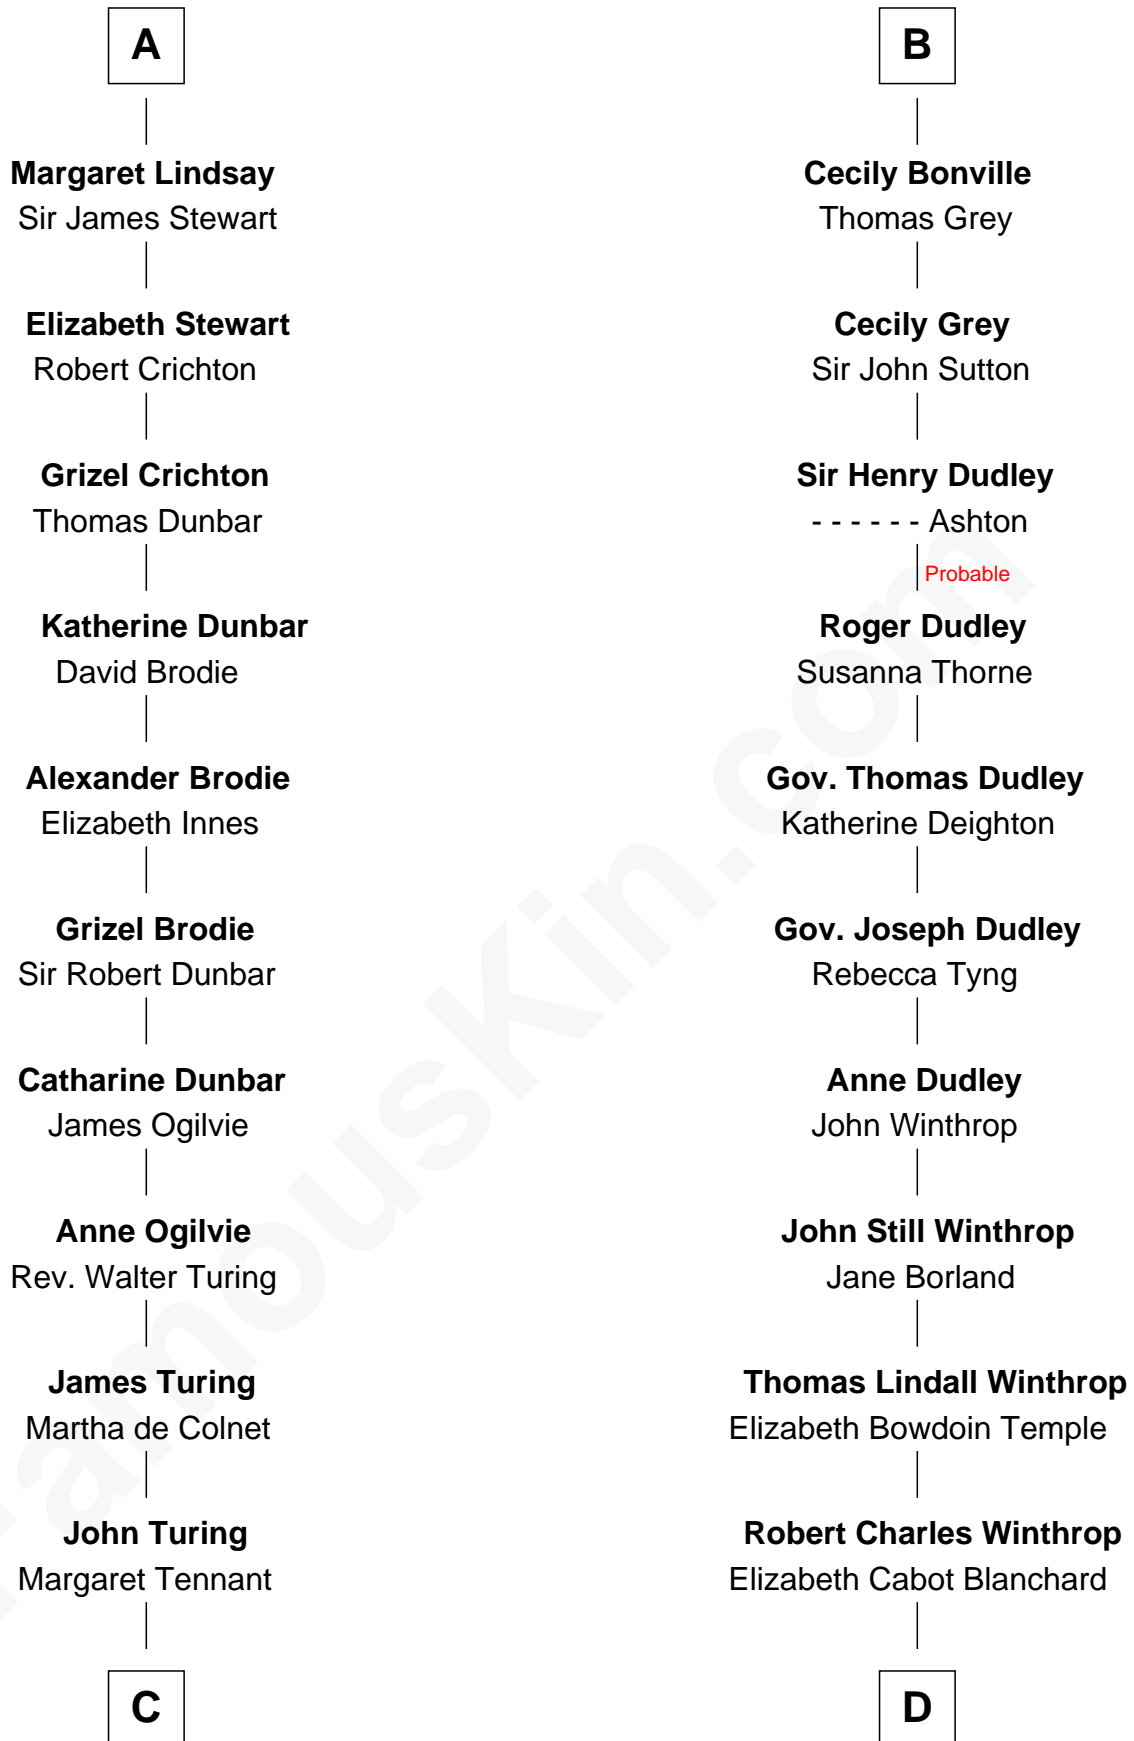 A
Margaret Lindsay
Sir James Stewart
Elizabeth Stewart
Robert Crichton
Grizel Crichton
Thomas Dunbar
Katherine Dunbar
David Brodie
Alexander Brodie
Elizabeth Innes
Grizel Brodie
Sir Robert Dunbar
Catharine Dunbar
James Ogilvie
Anne Ogilvie
Rev. Walter Turing
James Turing
Martha de Colnet
John Turing
Margaret Tennant
C
B
Cecily Bonville
Thomas Grey
Cecily Grey
Sir John Sutton
Sir Henry Dudley
- - - - - - Ashton
Probable
Roger Dudley
Susanna Thorne
Gov. Thomas Dudley
Katherine Deighton
Gov. Joseph Dudley
Rebecca Tyng
Anne Dudley
John Winthrop
John Still Winthrop
Jane Borland
Thomas Lindall Winthrop
Elizabeth Bowdoin Temple
Robert Charles Winthrop
Elizabeth Cabot Blanchard
D
FamousKin.com